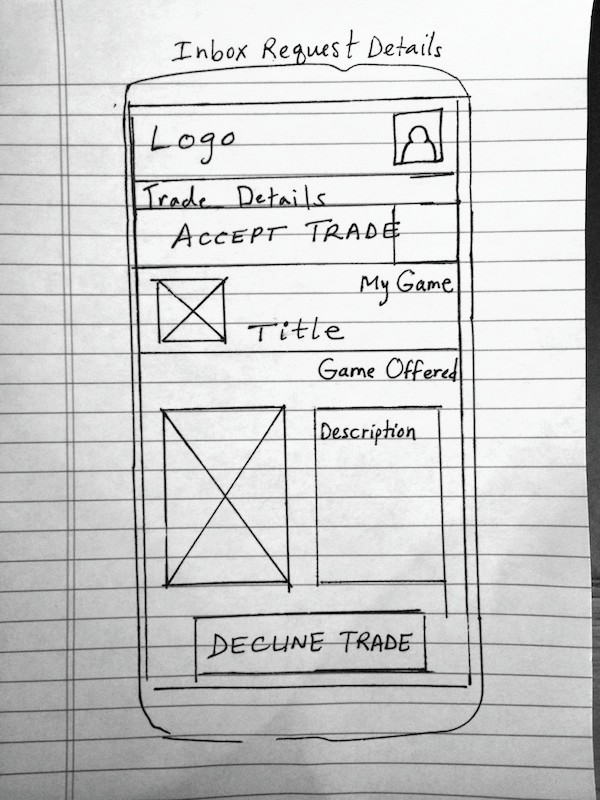 Inbox Request Details
Logo
Trade Details
ACCEPT TRADE
My Game
Title
Game Offered
Description
DECLINE TRADE